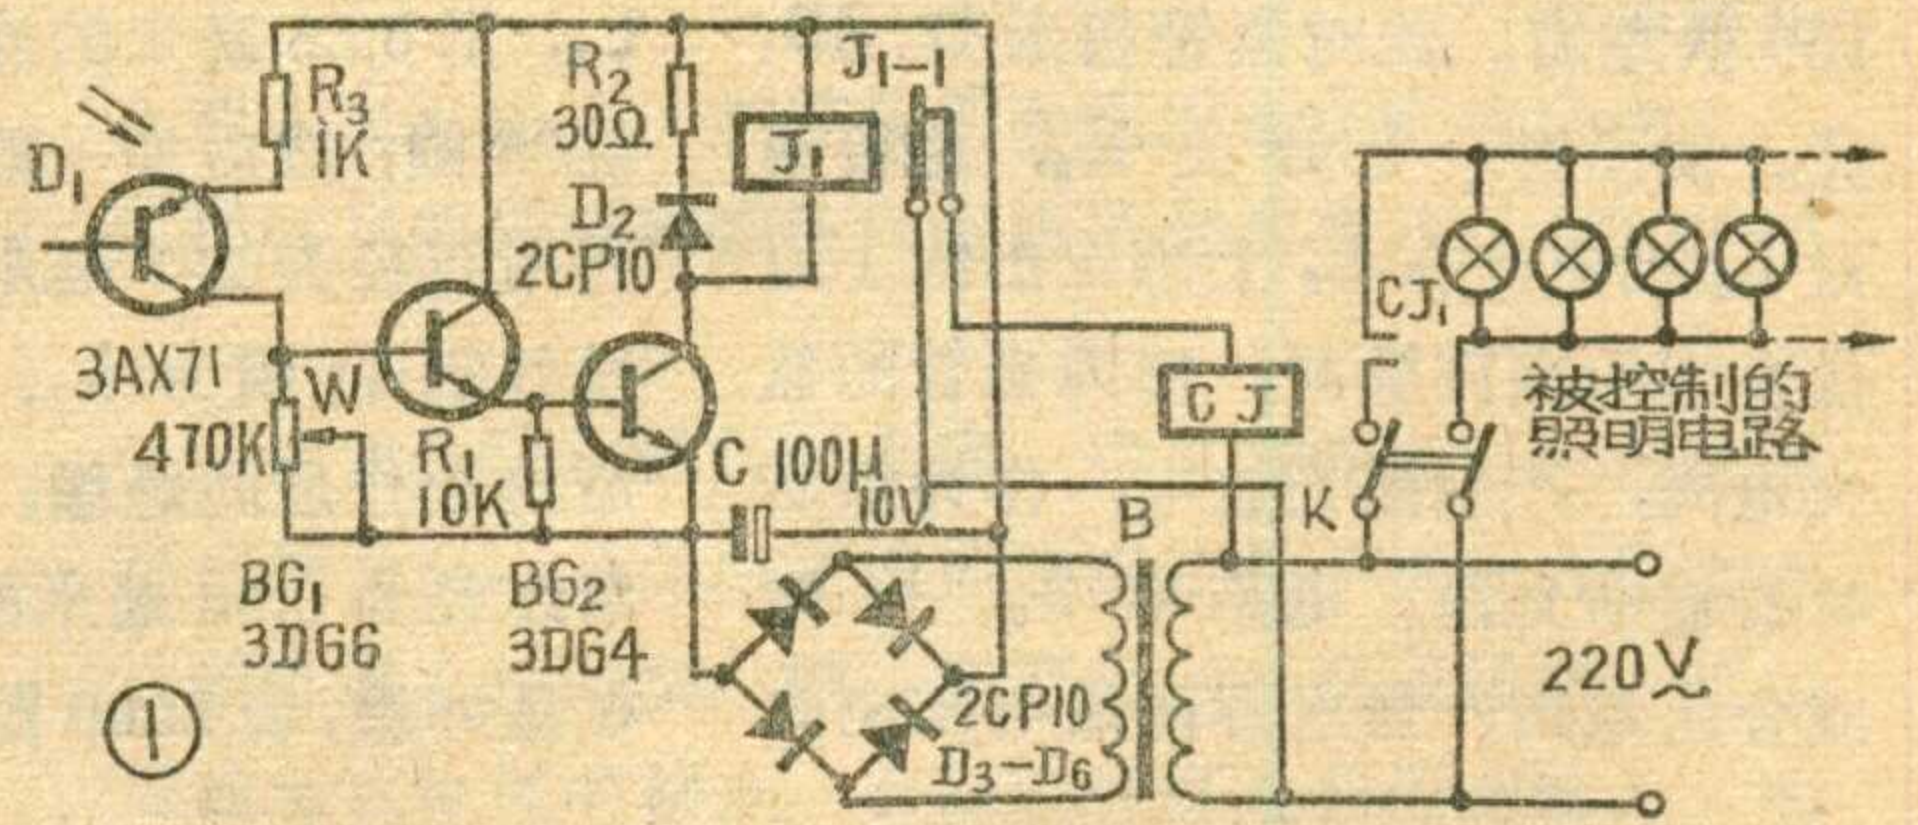 D₁
3AX71
R₃
1K
470K
W
BG₁
3DG6
R₁
10K
BG₂
3DG4
R₂
30Ω
D₂
2CP10
J₁
J₁₋₁
C 100μ
10V
2CP10
D₃—D₆
B
CJ
K
CJ₁
被控制的
照明电路
220V
①